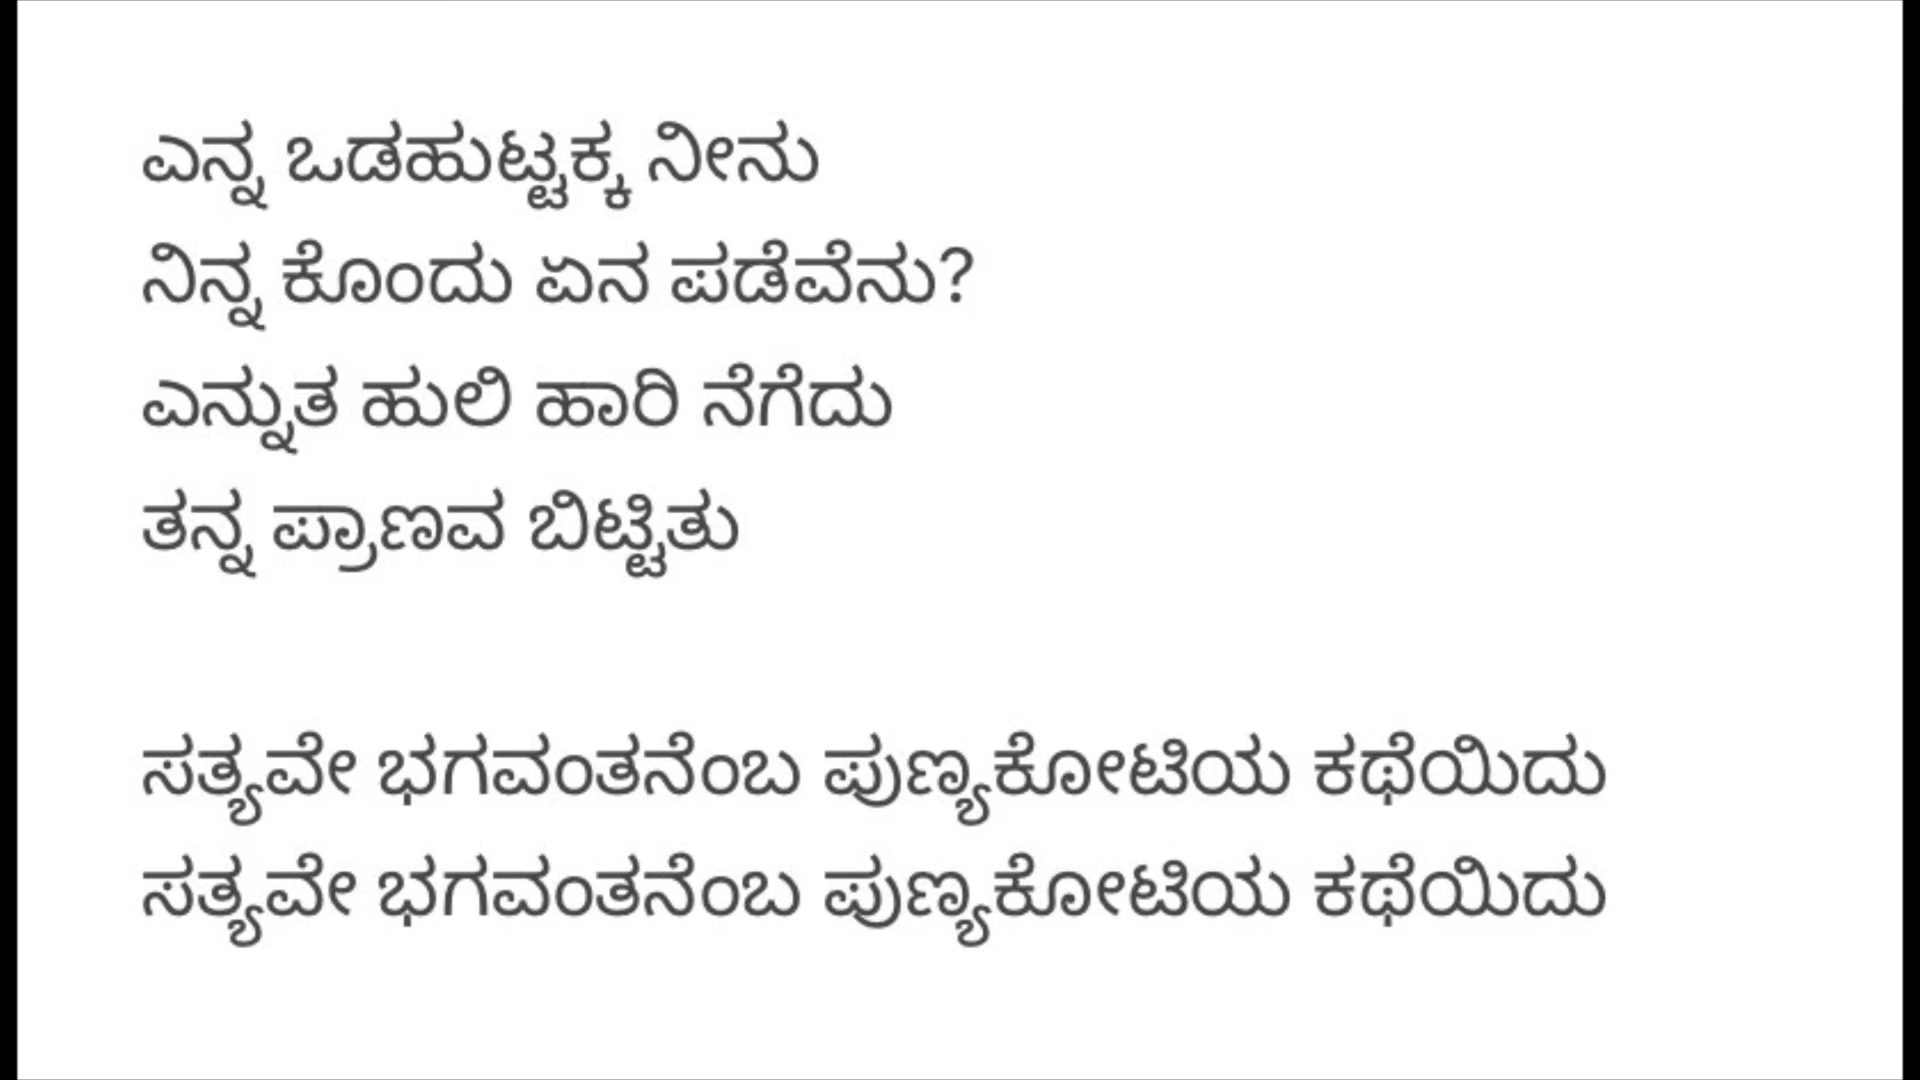 ಎನ್ನ ಒಡಹುಟ್ಟಕ್ಕ ನೀನು
ನಿನ್ನ ಕೊಂದು ಏನ ಪಡೆವೆನು?
ಎನ್ನುತ ಹುಲಿ ಹಾರಿ ನೆಗೆದು
ತನ್ನ ಪ್ರಾಣವ ಬಿಟ್ಟಿತು
ಸತ್ಯವೇ ಭಗವಂತನೆಂಬ ಪುಣ್ಯಕೋಟಿಯ ಕಥೆಯಿದು
ಸತ್ಯವೇ ಭಗವಂತನೆಂಬ ಪುಣ್ಯಕೋಟಿಯ ಕಥೆಯಿದು